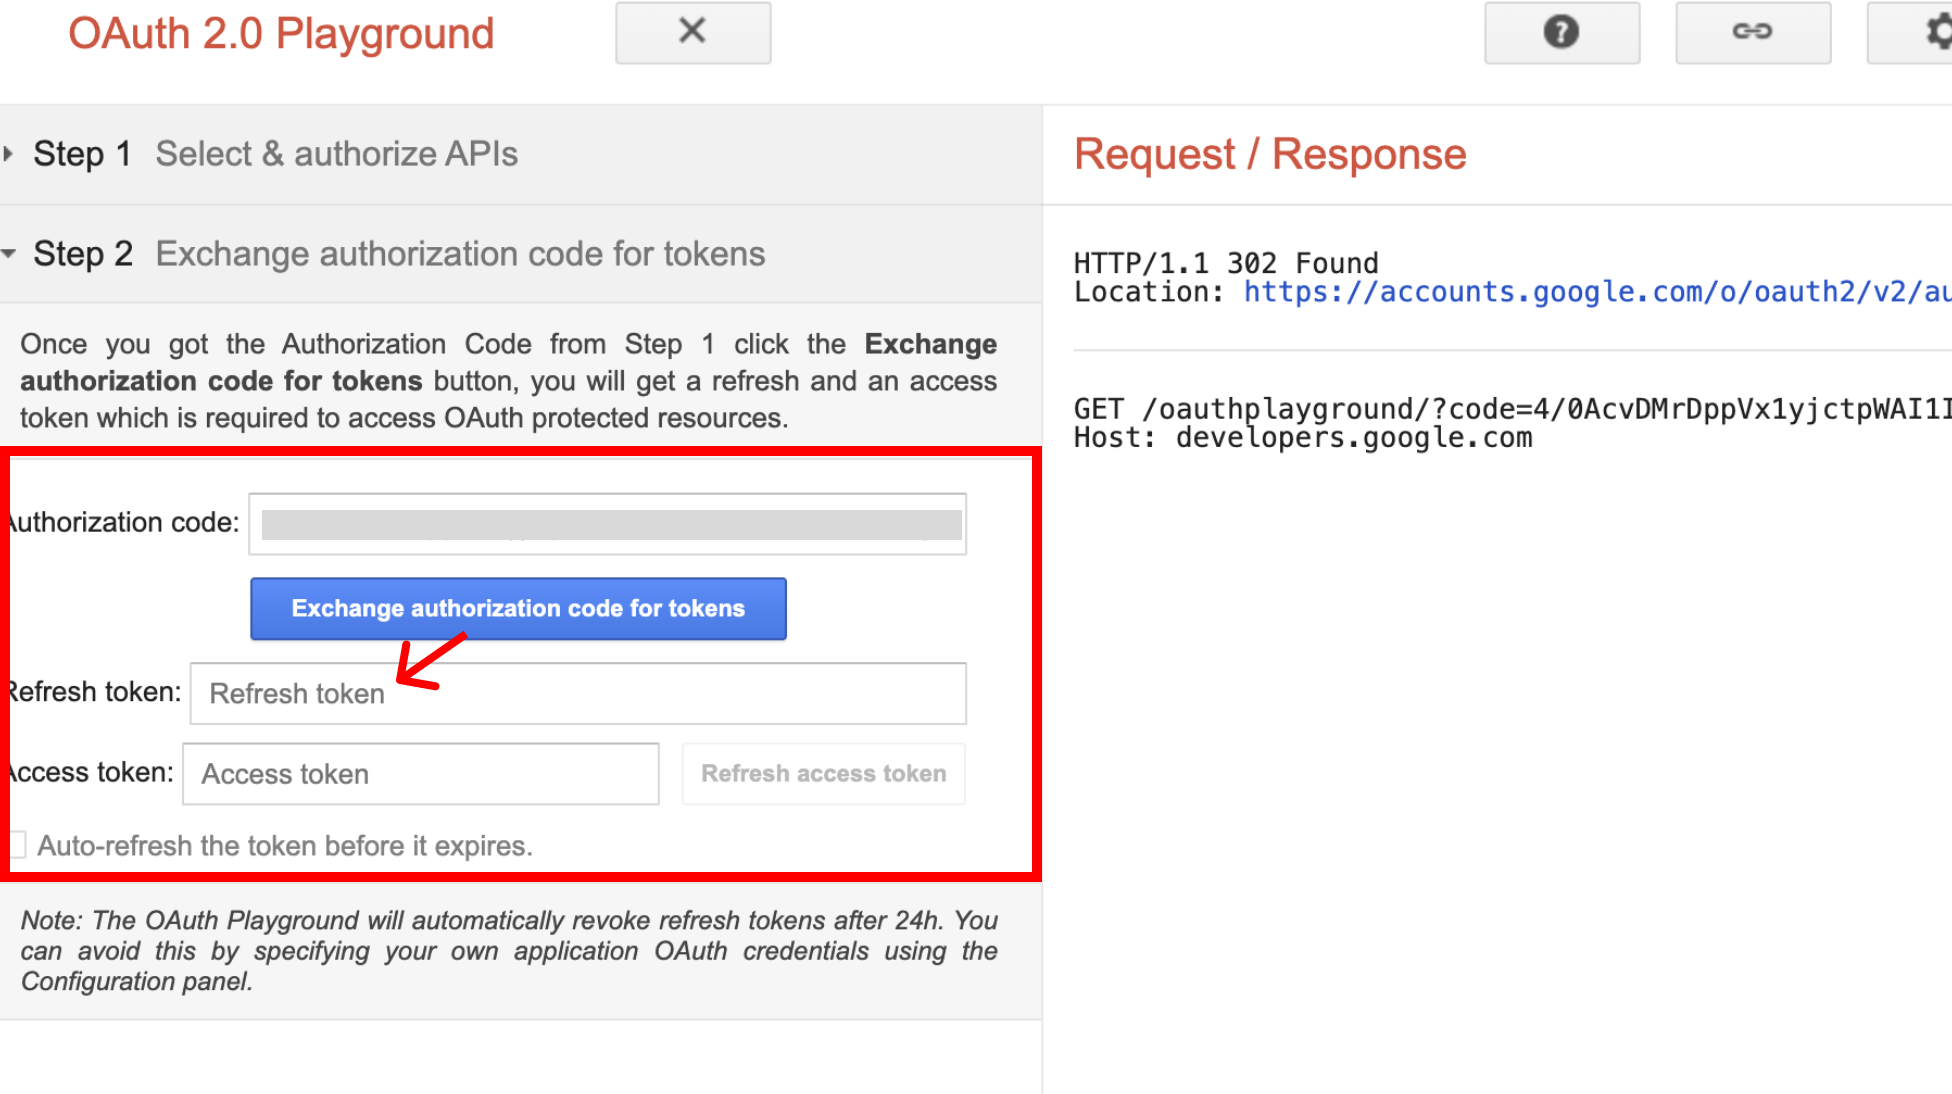 OAuth 2.0 Playground
Step 1 Select & authorize APIs
Step 2 Exchange authorization code for tokens
Once you got the Authorization Code from Step 1 click the Exchange
authorization code for tokens button, you will get a refresh and an access
token which is required to access OAuth protected resources.
Authorization code:
Exchange authorization code for tokens
Refresh token: Refresh token
Access token: Access token Refresh access token
Auto-refresh the token before it expires.
Note: The OAuth Playground will automatically revoke refresh tokens after 24h. You
can avoid this by specifying your own application OAuth credentials using the
Configuration panel.
Request / Response
HTTP/1.1 302 Found
Location: https://accounts.google.com/o/oauth2/v2/au
GET /oauthplayground/?code=4/0AcvDMrDppVx1yjctpWAI1I
Host: developers.google.com